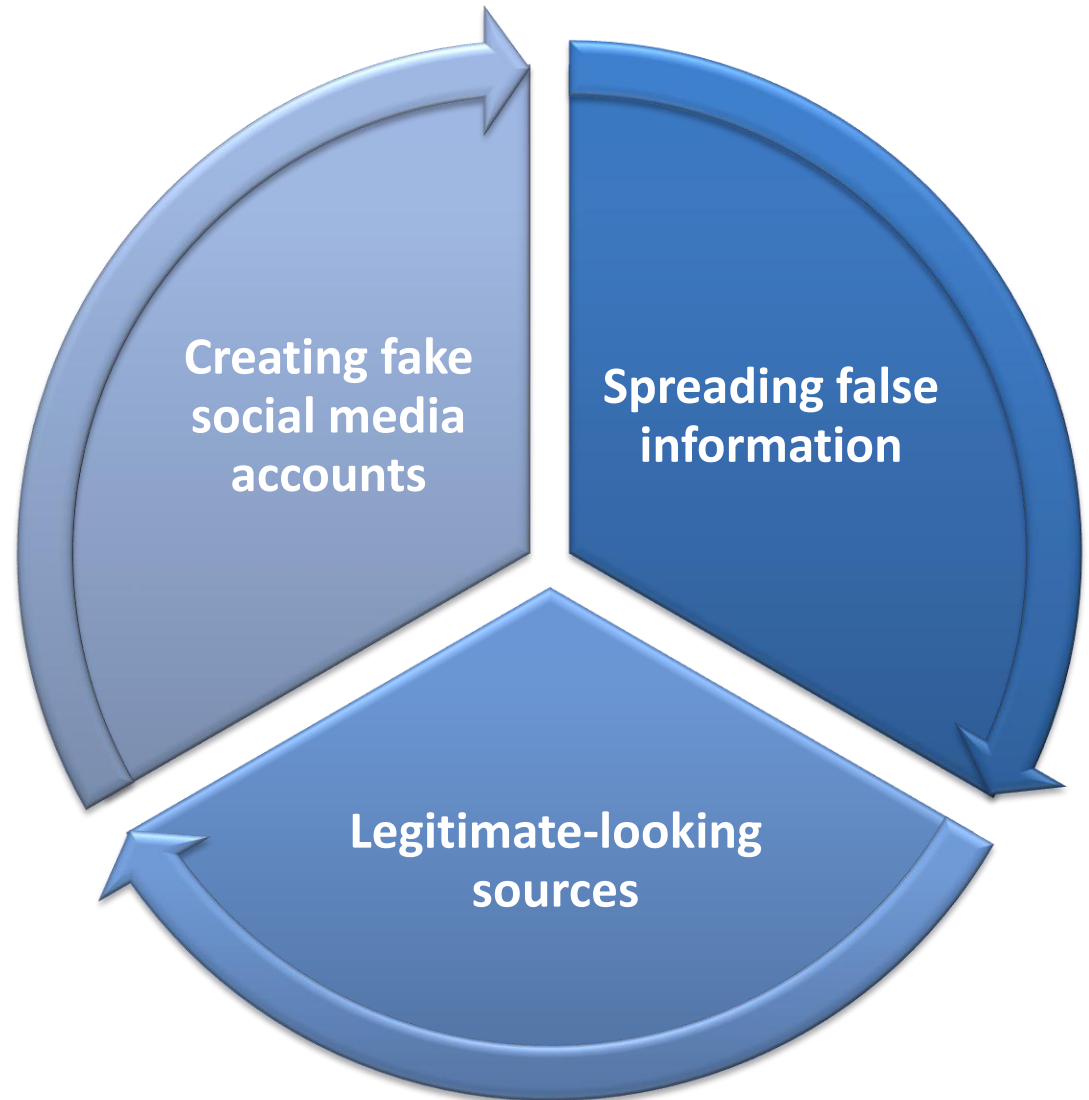 Creating fake
social media
accounts
Spreading false
information
Legitimate-looking
sources